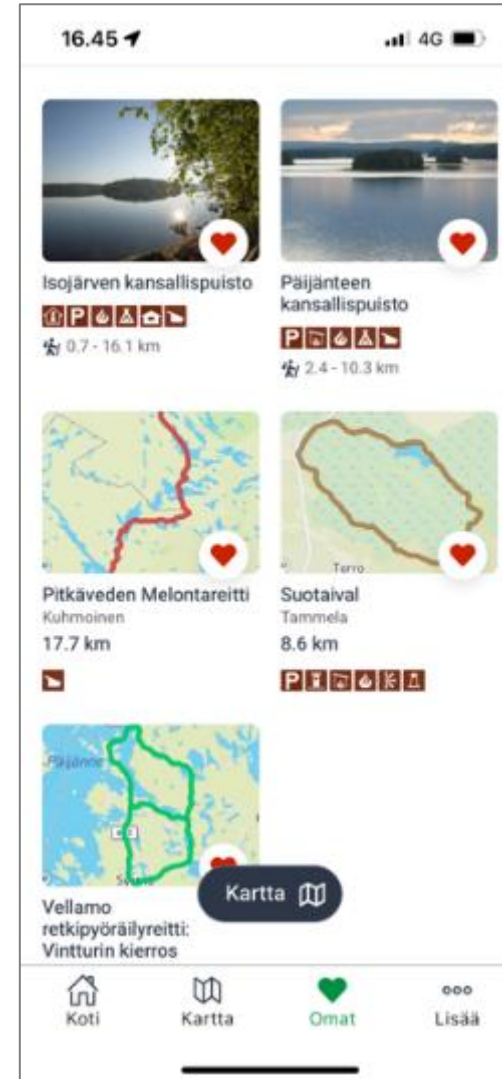 16.45
4G
Isojärven kansallispuisto
P
0.7 - 16.1 km
Päijänteen
kansallispuisto
P
2.4 - 10.3 km
Torro
Pitkäveden Melontareitti
Kuhmoinen
17.7 km
Suotaival
Tammela
8.6 km
P
Päijänne
Vellamo
retkipyöräilyreitti:
Vintturin kierros
Kartta
Koti
Kartta
Omat
Lisää